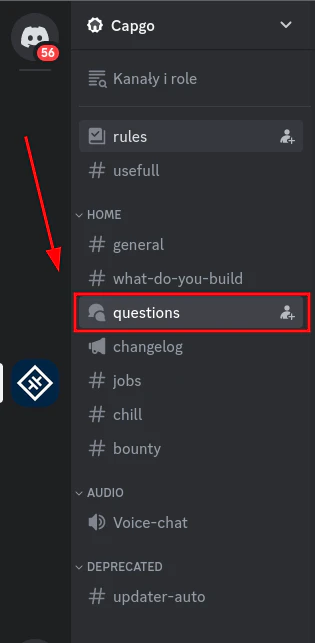 Capgo
56
Kanały i role
rules
usefull
HOME
general
what-do-you-build
questions
changelog
jobs
chill
bounty
AUDIO
Voice-chat
DEPRECATED
updater-auto